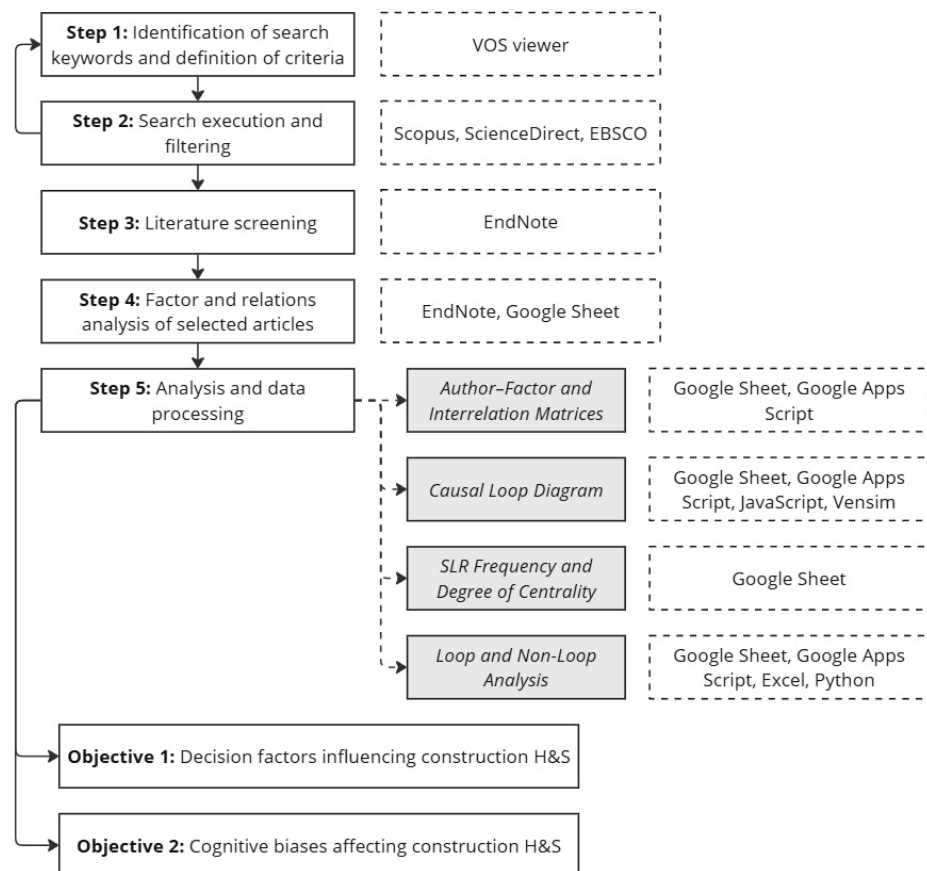 Step 1: Identification of search
keywords and definition of criteria
VOS viewer
Step 2: Search execution and
filtering
Scopus, ScienceDirect, EBSCO
Step 3: Literature screening
EndNote
Step 4: Factor and relations
analysis of selected articles
EndNote, Google Sheet
Step 5: Analysis and data
processing
Author–Factor and
Interrelation Matrices
Google Sheet, Google Apps
Script
Causal Loop Diagram
Google Sheet, Google Apps
Script, JavaScript, Vensim
SLR Frequency and
Degree of Centrality
Google Sheet
Loop and Non-Loop
Analysis
Google Sheet, Google Apps
Script, Excel, Python
Objective 1: Decision factors influencing construction H&S
Objective 2: Cognitive biases affecting construction H&S